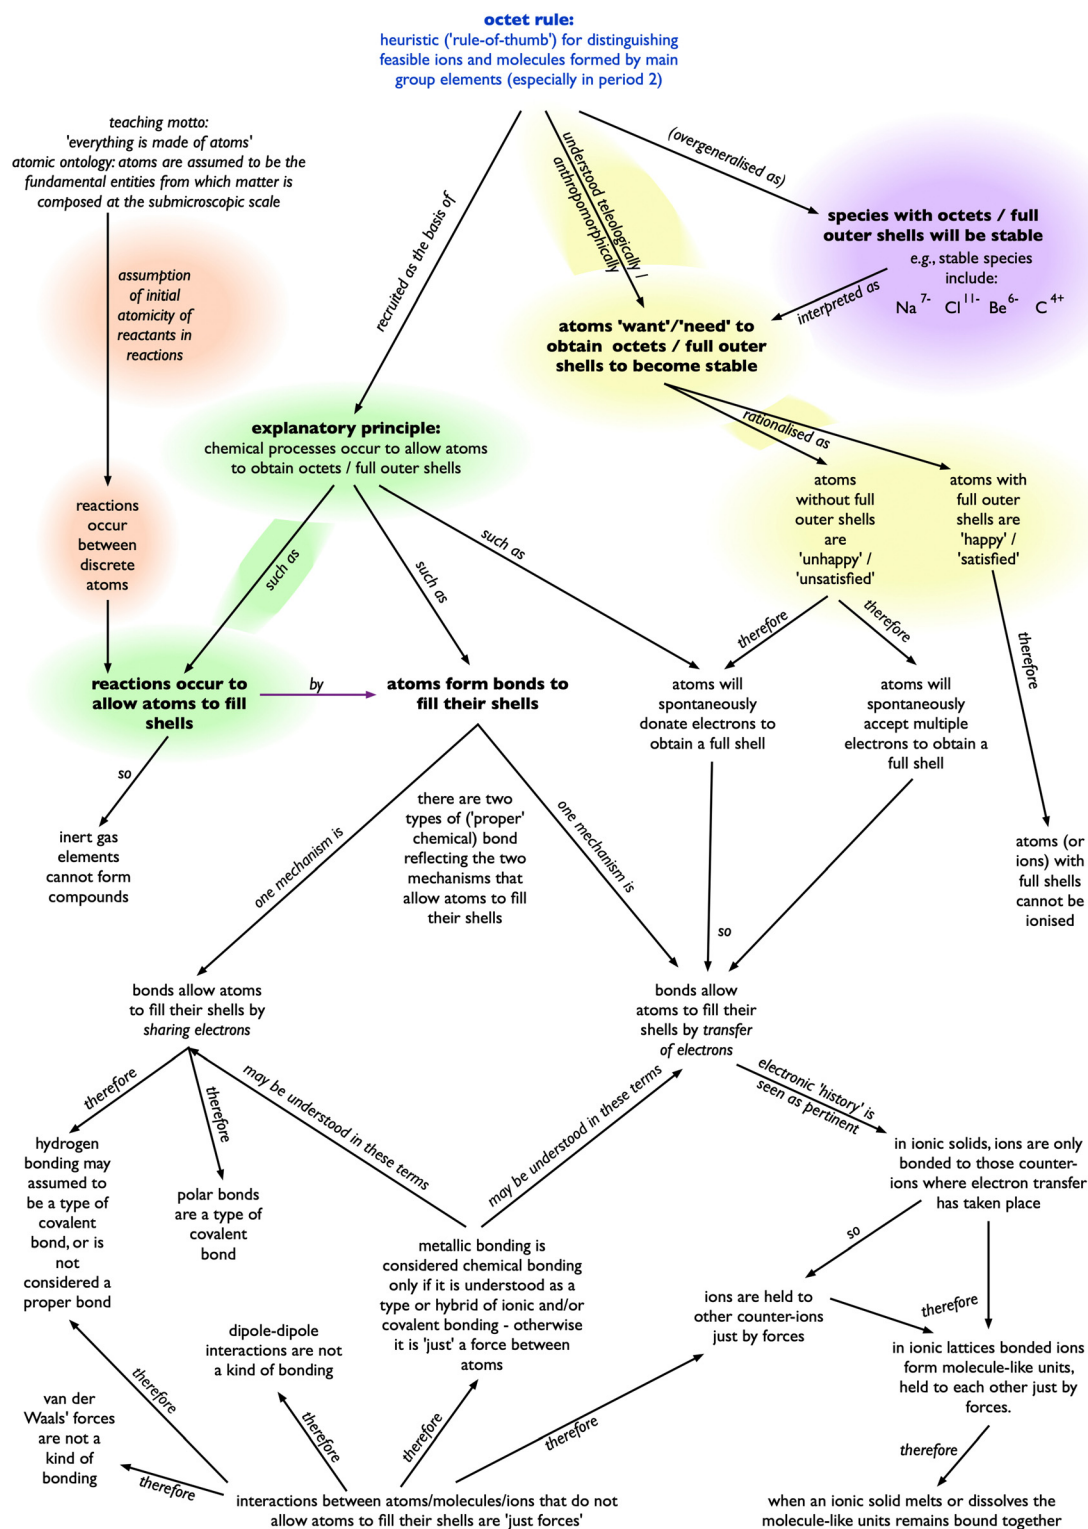 octet rule:
heuristic ('rule-of-thumb') for distinguishing
feasible ions and molecules formed by main
group elements (especially in period 2)
teaching motto:
'everything is made of atoms'
atomic ontology: atoms are assumed to be the
fundamental entities from which matter is
composed at the submicroscopic scale
recruited as the basis of
understood teleologically /
anthropomorphically
(overgeneralised as)
species with octets / full
outer shells will be stable
e.g., stable species
include:
Na 7- Cl 11- Be 6- C 4+
interpreted as
assumption
of initial
atomicity of
reactants in
reactions
atoms 'want'/'need' to
obtain octets / full outer
shells to become stable
rationalised as
explanatory principle:
chemical processes occur to allow atoms
to obtain octets / full outer shells
atoms
without full
outer shells
are
'unhappy' /
'unsatisfied'
atoms with
full outer
shells are
'happy' /
'satisfied'
reactions
occur
between
discrete
atoms
such as
such as
such as
therefore
therefore
therefore
reactions occur to
allow atoms to fill
shells
by
atoms form bonds to
fill their shells
atoms will
spontaneously
donate electrons to
obtain a full shell
atoms will
spontaneously
accept multiple
electrons to obtain a
full shell
so
inert gas
elements
cannot form
compounds
one mechanism is
there are two
types of ('proper'
chemical) bond
reflecting the two
mechanisms that
allow atoms to fill
their shells
one mechanism is
so
atoms (or
ions) with
full shells
cannot be
ionised
bonds allow atoms
to fill their shells by
sharing electrons
bonds allow
atoms to fill their
shells by transfer
of electrons
therefore
therefore
may be understood in these terms
may be understood in these terms
electronic 'history' is
seen as pertinent
hydrogen
bonding may
assumed to
be a type of
covalent
bond, or is
not
considered a
proper bond
polar bonds
are a type of
covalent
bond
in ionic solids, ions are only
bonded to those counter-
ions where electron transfer
has taken place
so
therefore
metallic bonding is
considered chemical bonding
only if it is understood as a
type or hybrid of ionic and/or
covalent bonding - otherwise
it is 'just' a force between
atoms
ions are held to
other counter-ions
just by forces
dipole-dipole
interactions are not
a kind of bonding
in ionic lattices bonded ions
form molecule-like units,
held to each other just by
forces.
van der
Waals' forces
are not a
kind of
bonding
therefore
therefore
therefore
therefore
therefore
therefore
interactions between atoms/molecules/ions that do not
allow atoms to fill their shells are 'just forces'
when an ionic solid melts or dissolves the
molecule-like units remains bound together